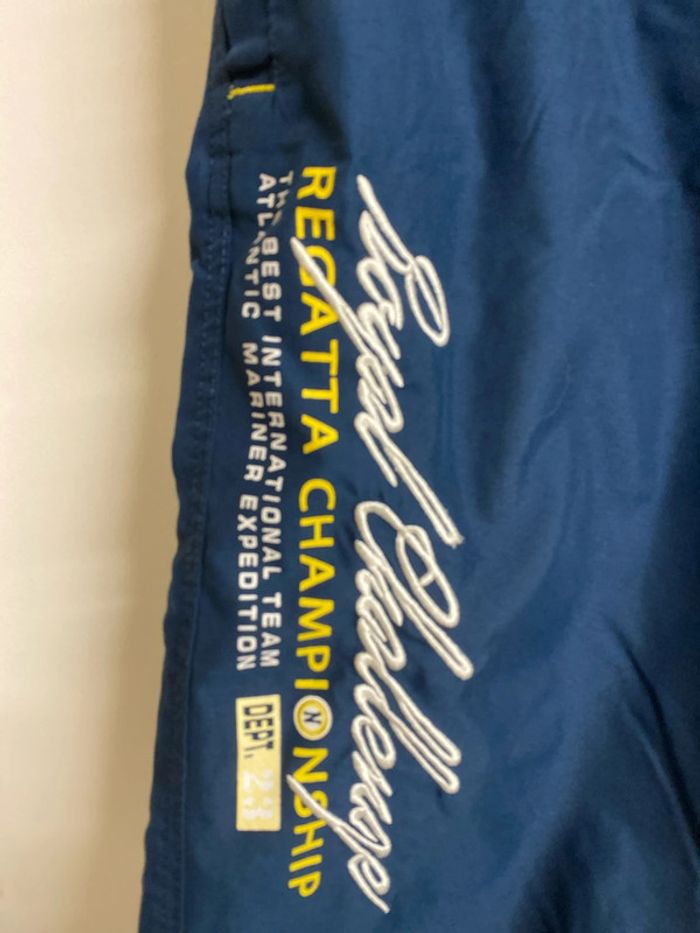 Royal Challenge
REGATTA CHAMPIONSHIP
THE BEST INTERNATIONAL TEAM
ATLANTIC MARINER EXPEDITION
DEPT.